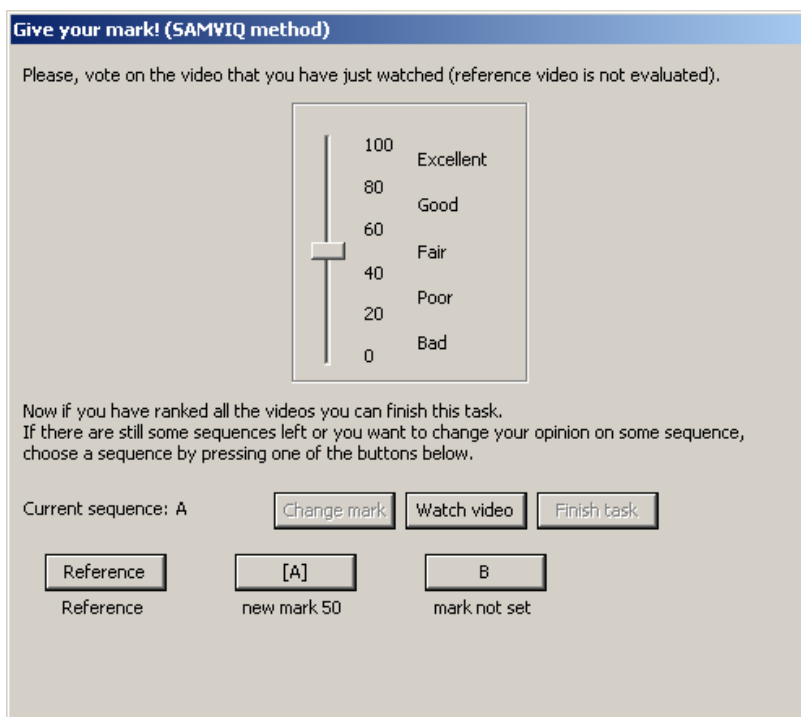 Give your mark! (SAMVIQ method)
Please, vote on the video that you have just watched (reference video is not evaluated).
100
Excellent
80
Good
60
Fair
40
Poor
20
Bad
0
Now if you have ranked all the videos you can finish this task.
If there are still some sequences left or you want to change your opinion on some sequence,
choose a sequence by pressing one of the buttons below.
Current sequence: A Change mark Watch video Finish task
Reference [A] B
Reference new mark 50 mark not set